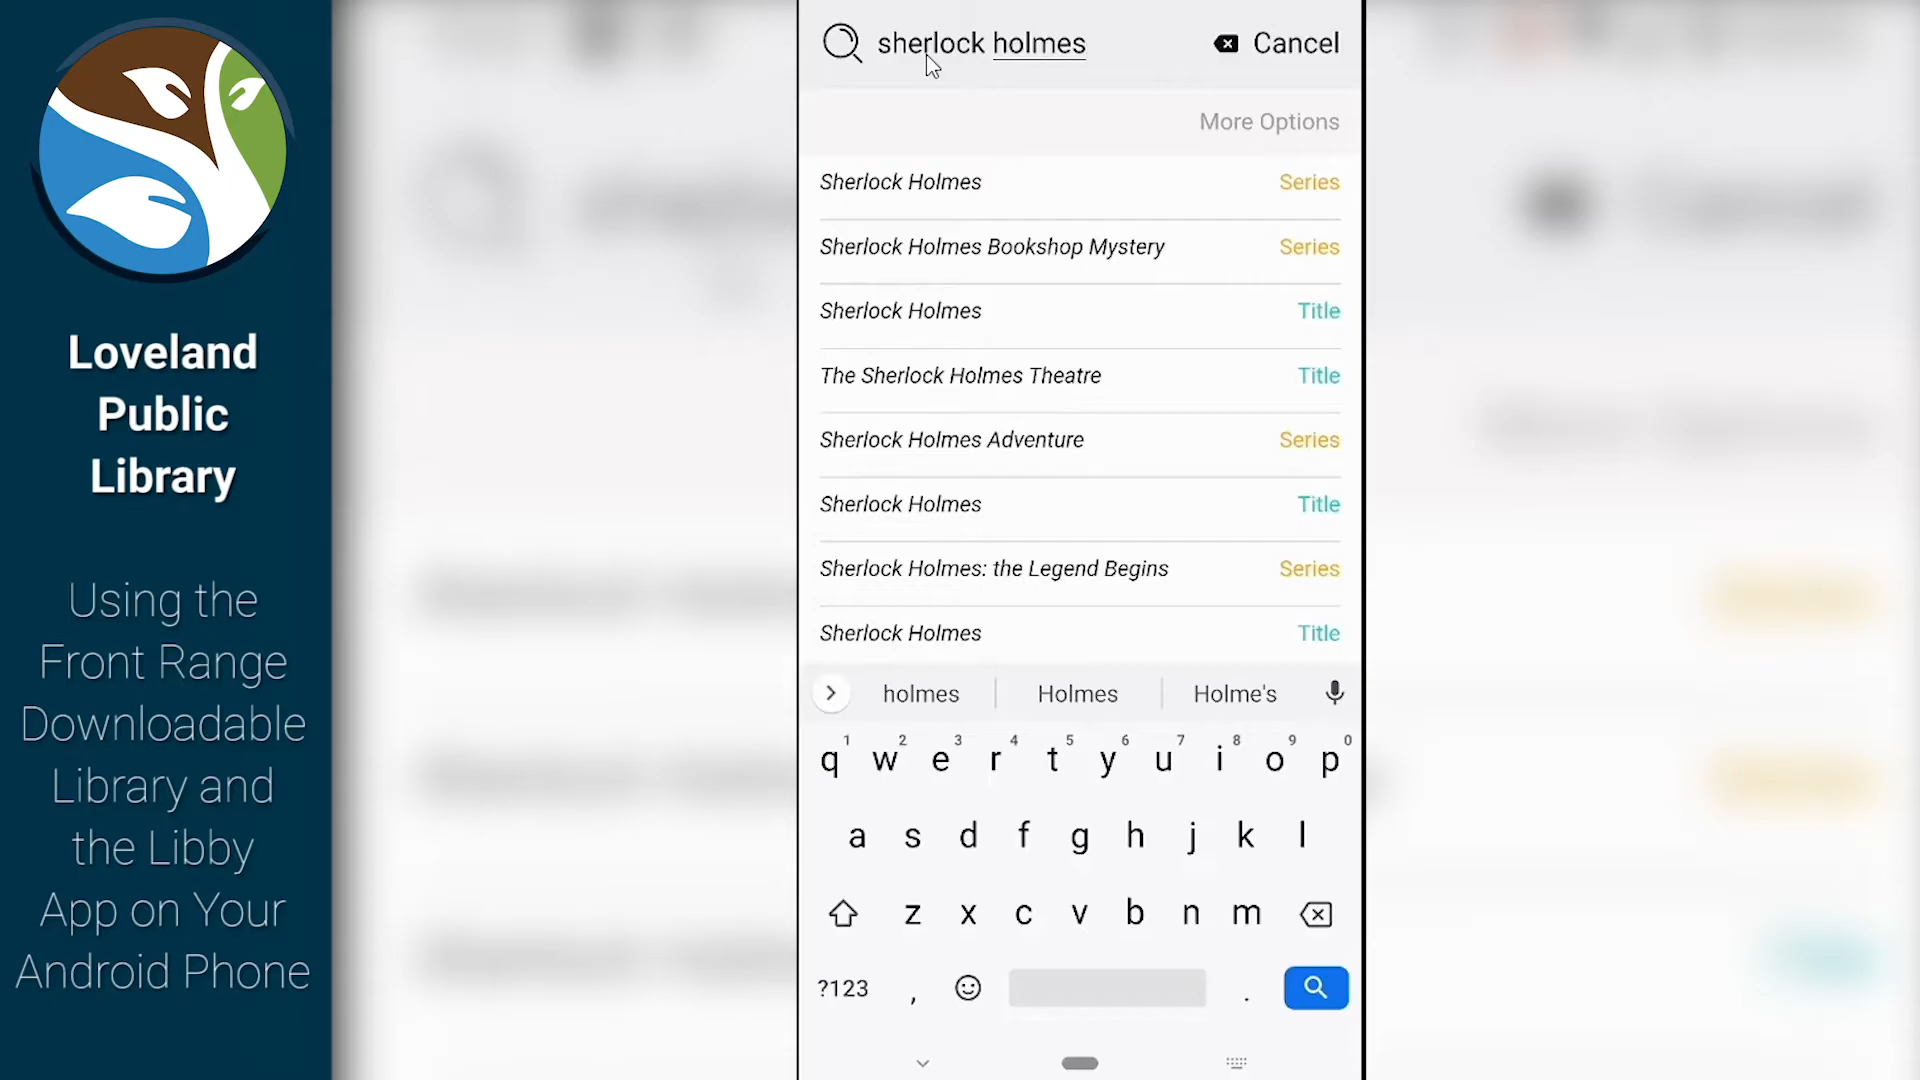 Loveland
Public
Library
Using the
Front Range
Downloadable
Library and
the Libby
App on Your
Android Phone
sherlock holmes Cancel
More Options
Sherlock Holmes Series
Sherlock Holmes Bookshop Mystery Series
Sherlock Holmes Title
The Sherlock Holmes Theatre Title
Sherlock Holmes Adventure Series
Sherlock Holmes Title
Sherlock Holmes: the Legend Begins Series
Sherlock Holmes Title
holmes Holmes Holme's
1 2 3 4 5 6 7 8 9 0
q w e r t y u i o p
a s d f g h j k l
z x c v b n m
?123 , .